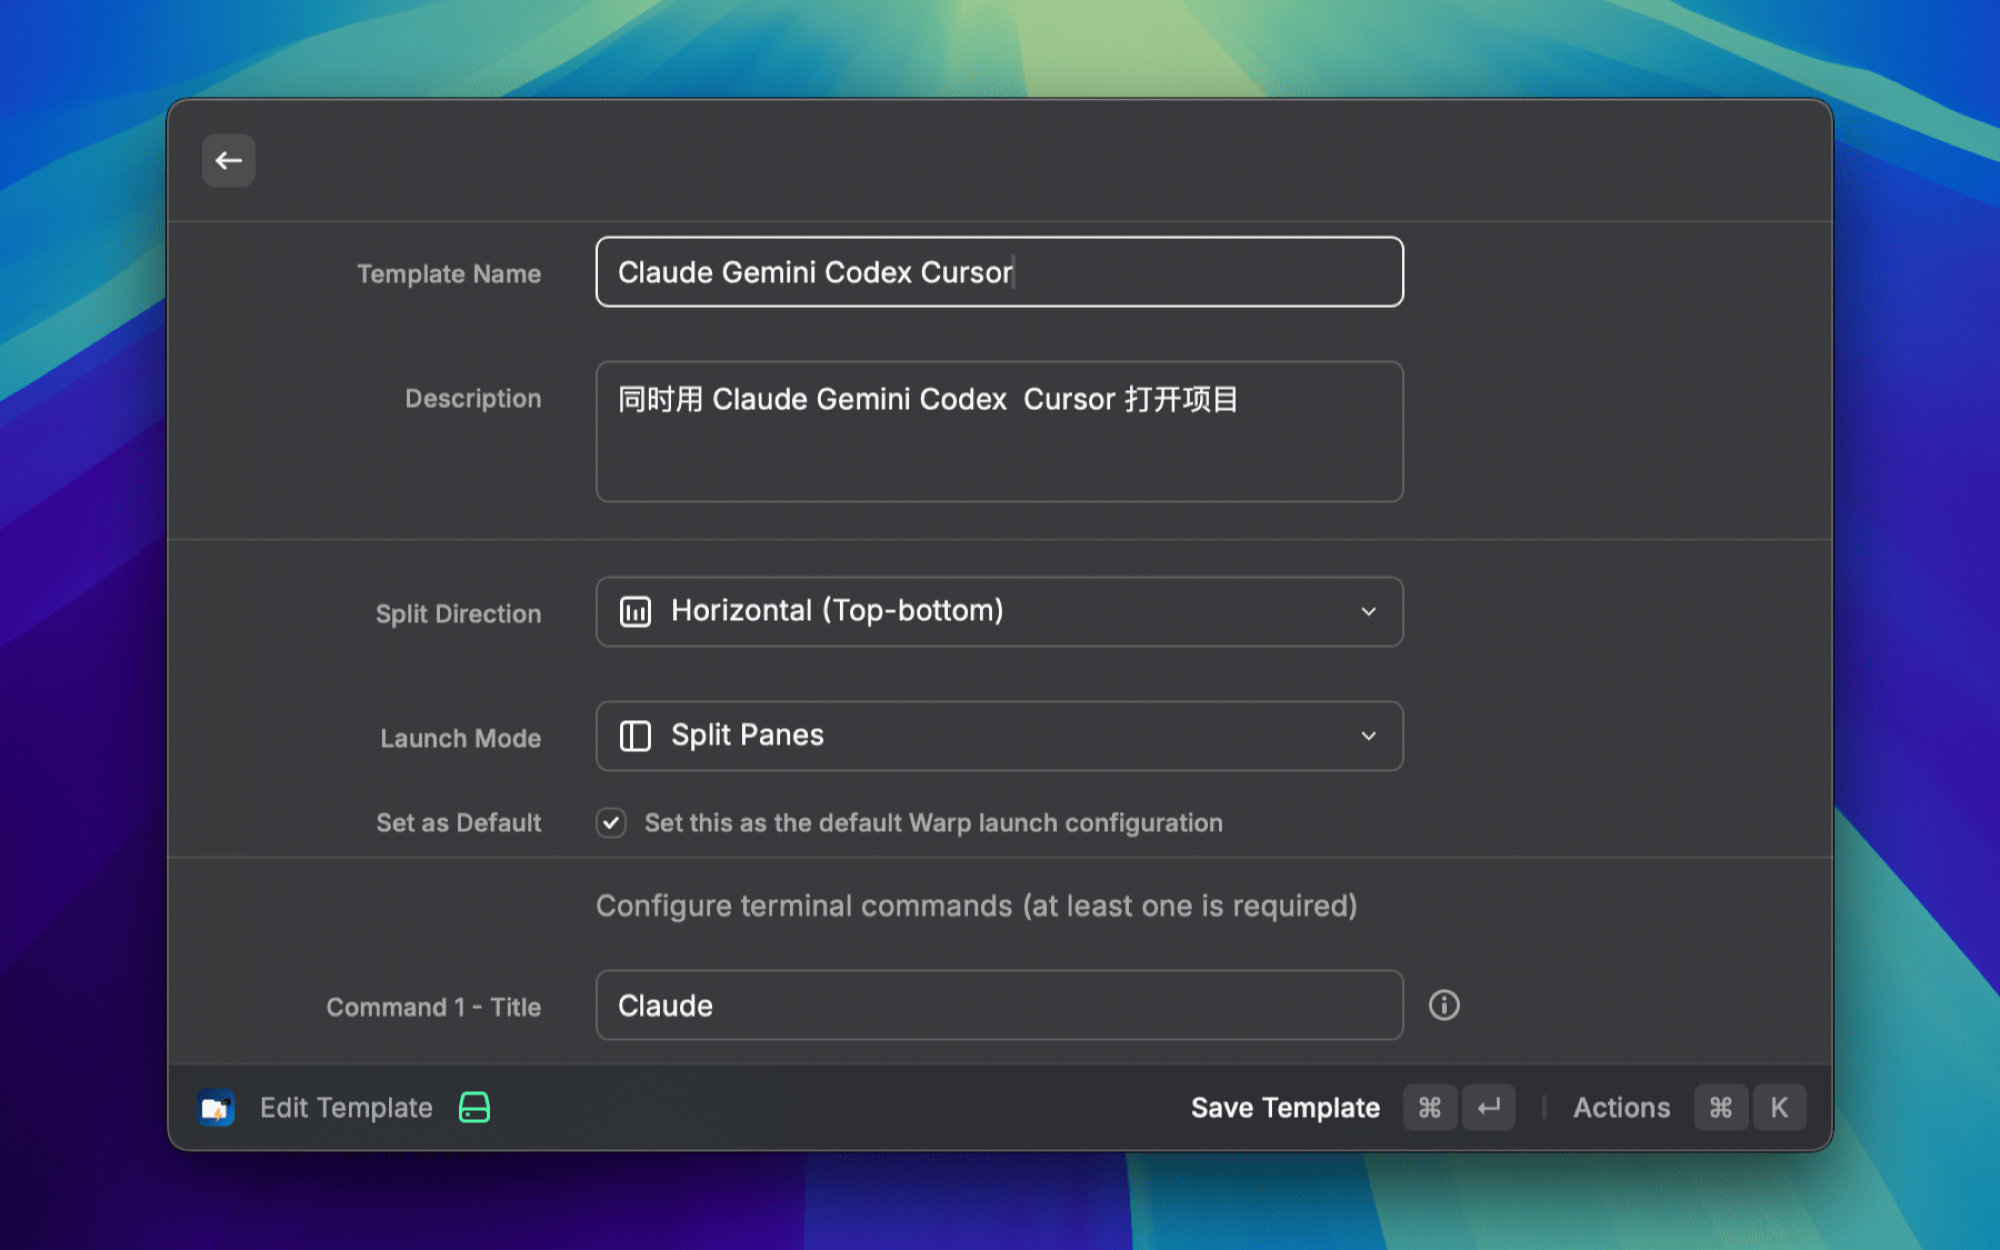 Template Name
Claude Gemini Codex Cursor
Description
同时用 Claude Gemini Codex  Cursor 打开项目
Split Direction
Horizontal (Top-bottom)
Launch Mode
Split Panes
Set as Default
Set this as the default Warp launch configuration
Configure terminal commands (at least one is required)
Command 1 - Title
Claude
Edit Template
Save Template ⌘ ↵
Actions ⌘ K